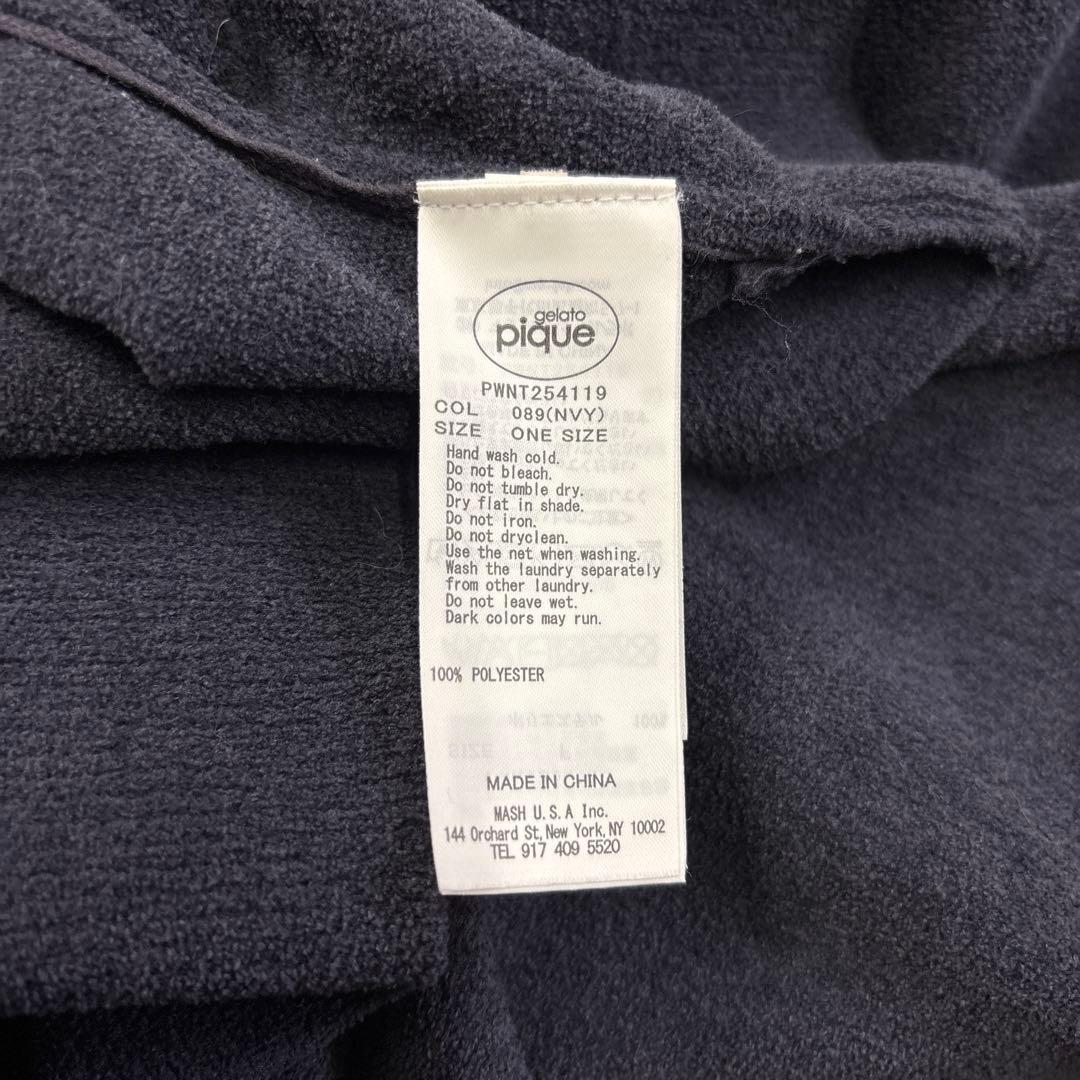 gelato
pique
PWNT254119
COL 089(NVY)
SIZE ONE SIZE
Hand wash cold.
Do not bleach.
Do not tumble dry.
Dry flat in shade.
Do not iron.
Do not dryclean.
Use the net when washing.
Wash the laundry separately
from other laundry.
Do not leave wet.
Dark colors may run.
100% POLYESTER
MADE IN CHINA
MASH U.S.A Inc.
144 Orchard St,New York,NY 10002
TEL 917 409 5520